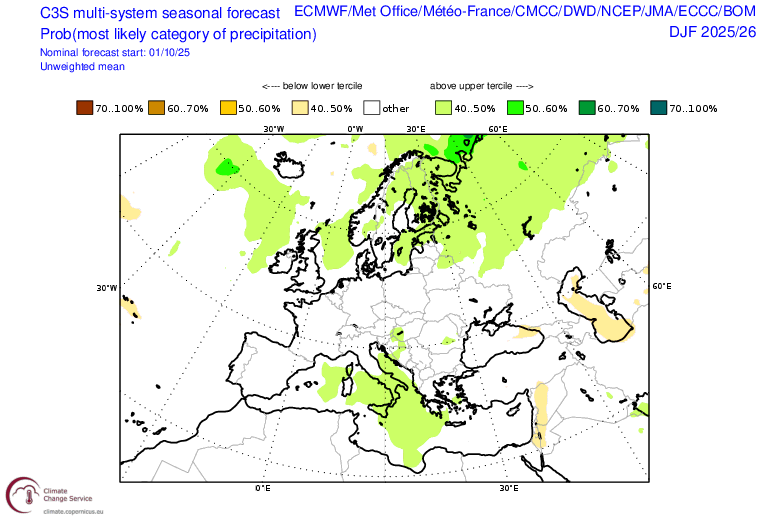 C3S multi-system seasonal forecast ECMWF/Met Office/Météo-France/CMCC/DWD/NCEP/JMA/ECCC/BOM
Prob(most likely category of precipitation) DJF 2025/26
Nominal forecast start: 01/10/25
Unweighted mean
<---- below lower tercile above upper tercile ---->
70..100% 60..70% 50..60% 40..50% other 40..50% 50..60% 60..70% 70..100%
30°W 0°W 30°E 60°E
30°W 60°E
0°E 30°E
Climate
Change Service
climate.copernicus.eu